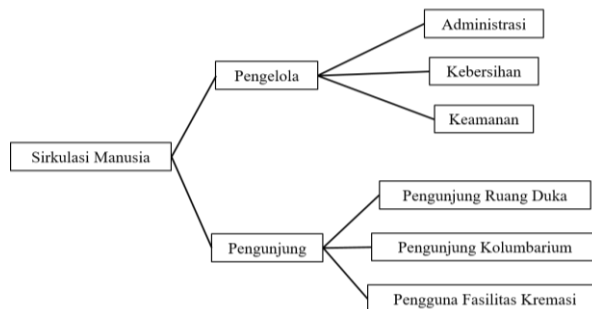 Administrasi
Pengelola
Kebersihan
Keamanan
Sirkulasi Manusia
Pengunjung Ruang Duka
Pengunjung
Pengunjung Kolumbarium
Pengguna Fasilitas Kremasi